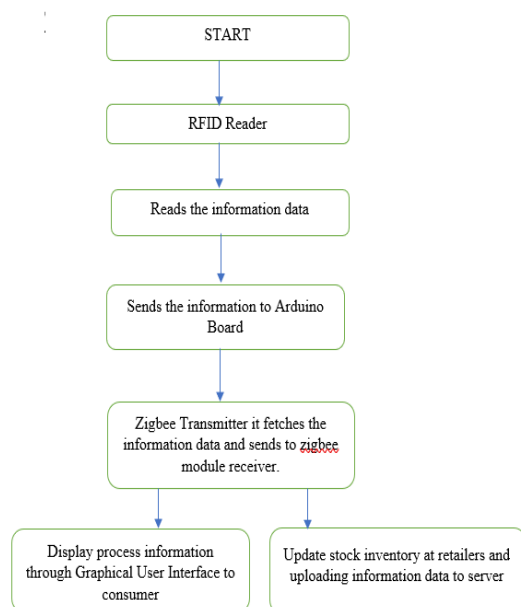 START
RFID Reader
Reads the information data
Sends the information to Arduino
Board
Zigbee Transmitter it fetches the
information data and sends to zigbee
module receiver.
Display process information
through Graphical User Interface to
consumer
Update stock inventory at retailers and
uploading information data to server